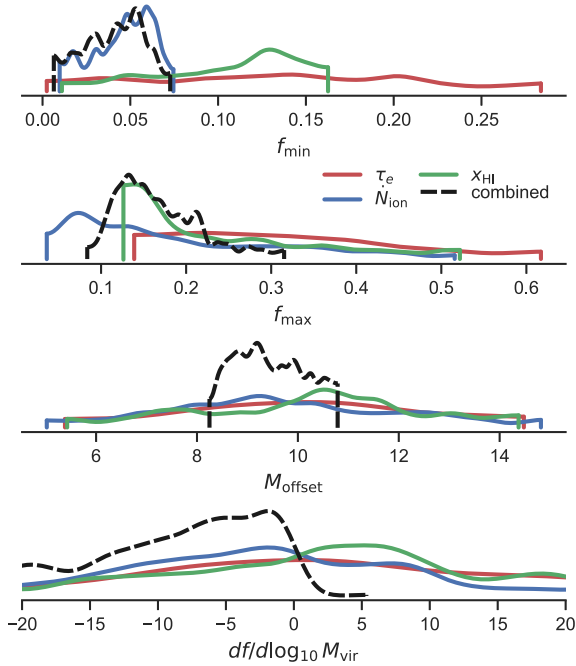 0.00 0.05 0.10 0.15 0.20 0.25
f_min
τ_e x_HI
Ṅ_ion combined
0.1 0.2 0.3 0.4 0.5 0.6
f_max
6 8 10 12 14
M_offset
−20 −15 −10 −5 0 5 10 15 20
df/dlog₁₀ M_vir